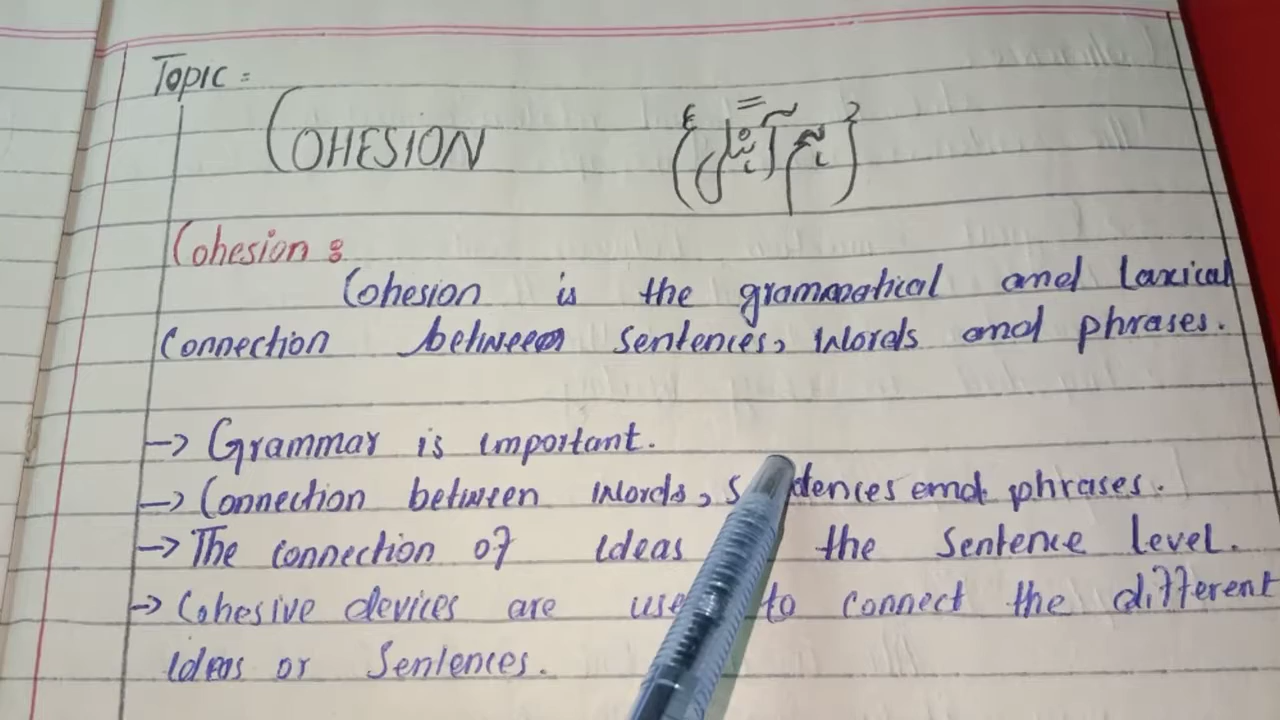 Topic :
COHESION
Cohesion :
Cohesion is the grammatical and Laxical
Connection between Sentences, Words and phrases.
→ Grammar is important.
→ Connection between Words, and phrases.
→ The connection of Ideas the Sentence level.
→ Cohesive devices are to connect the different
Ideas or Sentences.